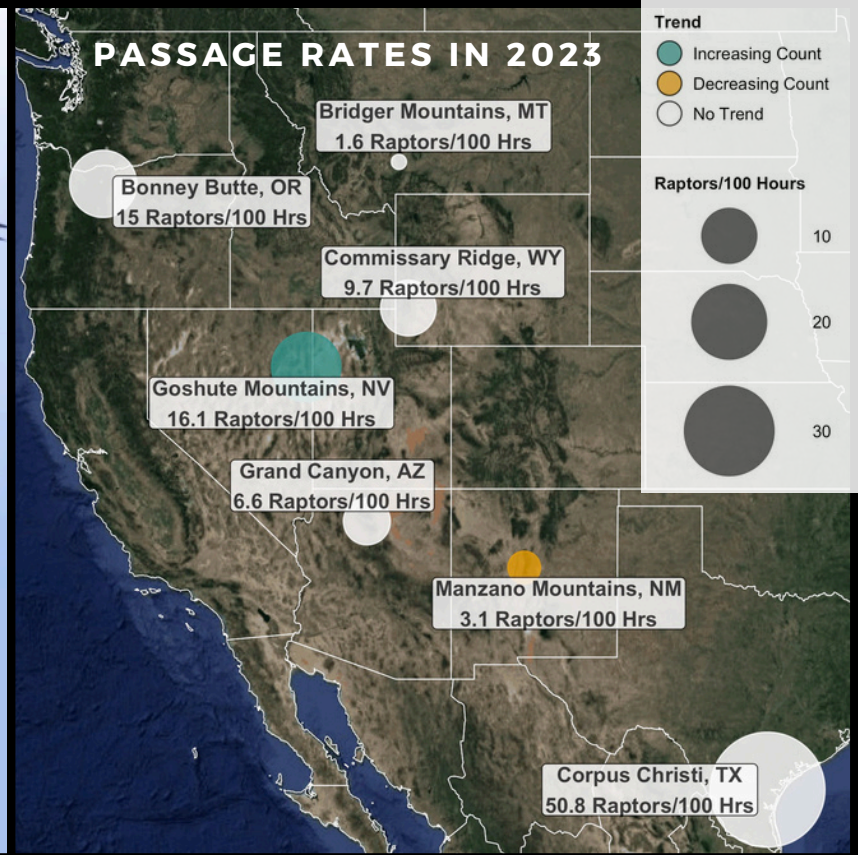 PASSAGE RATES IN 2023
Trend
Increasing Count
Decreasing Count
No Trend
Raptors/100 Hours
10
20
30
Bridger Mountains, MT
1.6 Raptors/100 Hrs
Bonney Butte, OR
15 Raptors/100 Hrs
Commissary Ridge, WY
9.7 Raptors/100 Hrs
Goshute Mountains, NV
16.1 Raptors/100 Hrs
Grand Canyon, AZ
6.6 Raptors/100 Hrs
Manzano Mountains, NM
3.1 Raptors/100 Hrs
Corpus Christi, TX
50.8 Raptors/100 Hrs